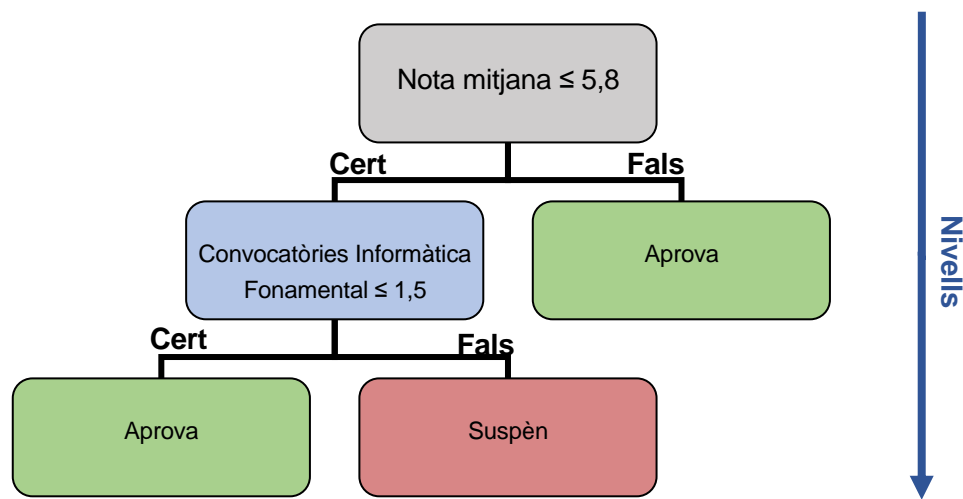 Nota mitjana ≤ 5,8
Cert
Fals
Convocatòries Informàtica
Fonamental ≤ 1,5
Aprova
Nivells
Cert
Fals
Aprova
Suspèn